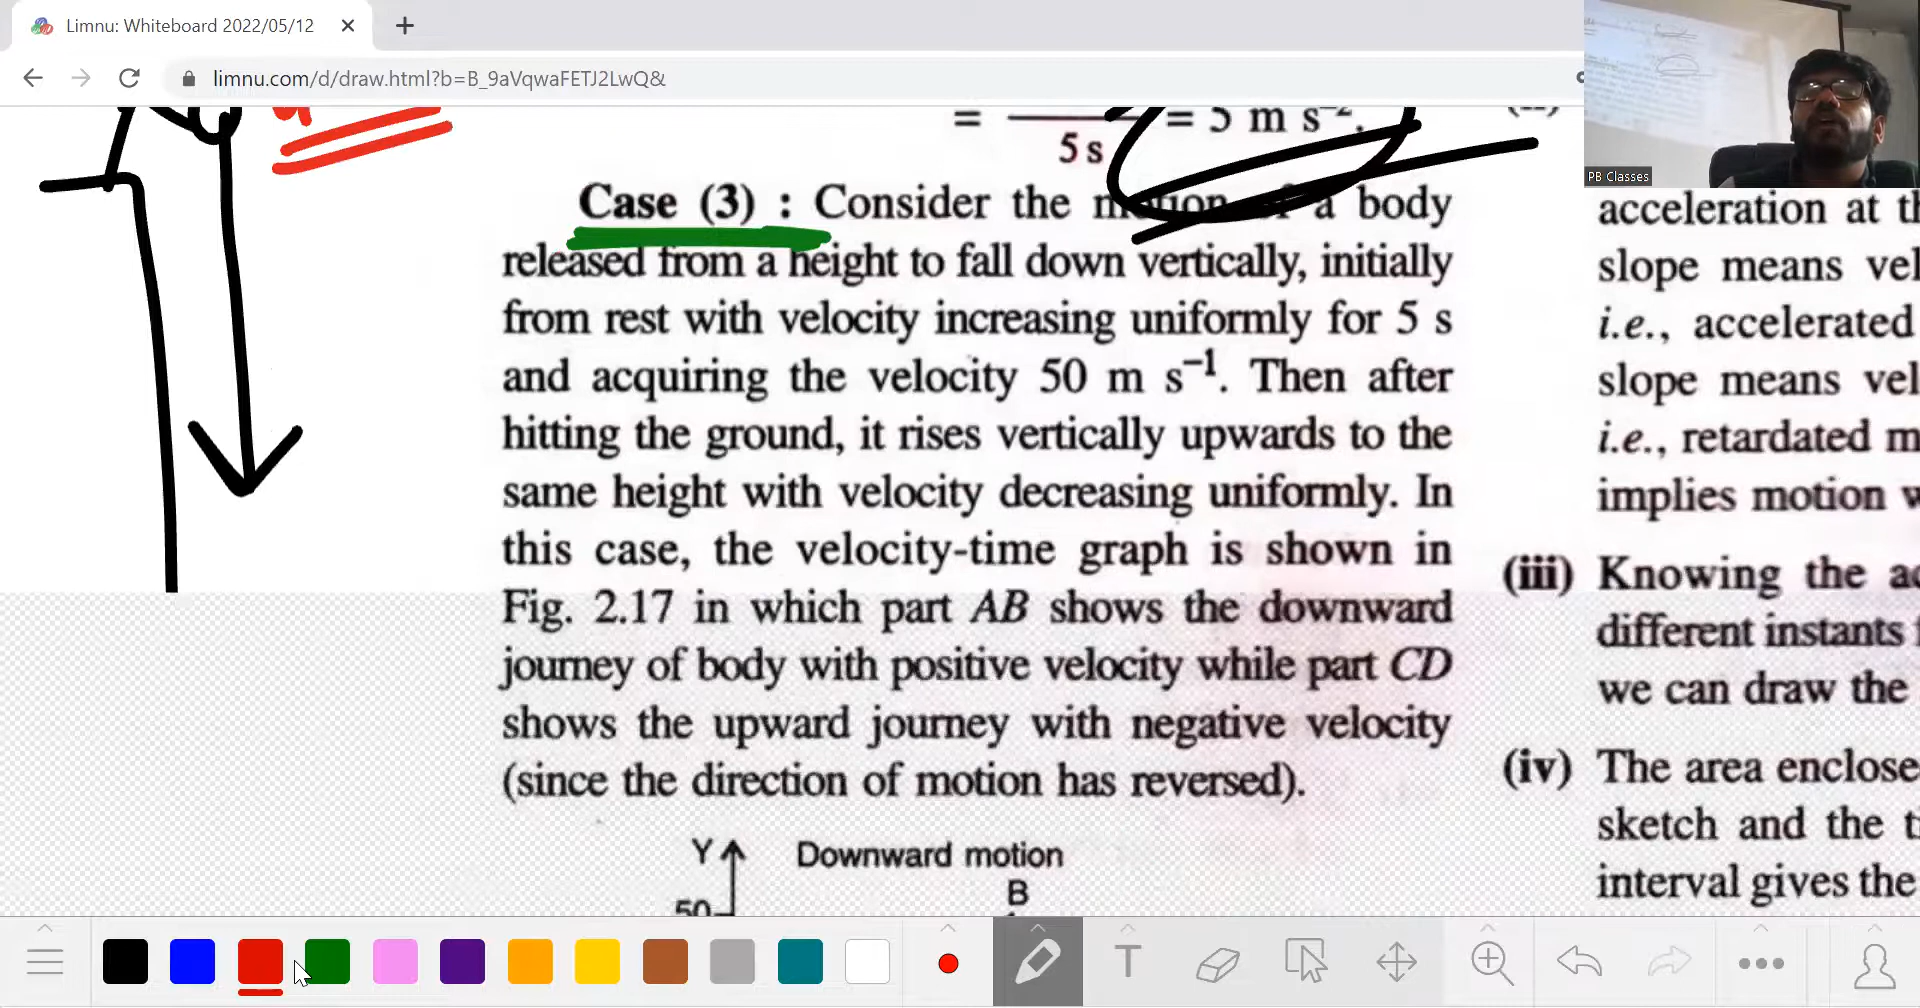 Limnu: Whiteboard 2022/05/12
limnu.com/d/draw.html?b=B_9aVqwaFETJ2LwQ&
PB Classes
= 5 s = 5 m s⁻².
Case (3) : Consider the motion of a body
released from a height to fall down vertically, initially
from rest with velocity increasing uniformly for 5 s
and acquiring the velocity 50 m s⁻¹. Then after
hitting the ground, it rises vertically upwards to the
same height with velocity decreasing uniformly. In
this case, the velocity-time graph is shown in
Fig. 2.17 in which part AB shows the downward
journey of body with positive velocity while part CD
shows the upward journey with negative velocity
(since the direction of motion has reversed).
Y Downward motion
B
50
acceleration at
slope means
i.e., accelerated
slope means
i.e., retardated
implies motion
(iii) Knowing the
different instants
we can draw the
(iv) The area
sketch and the
interval gives the
T